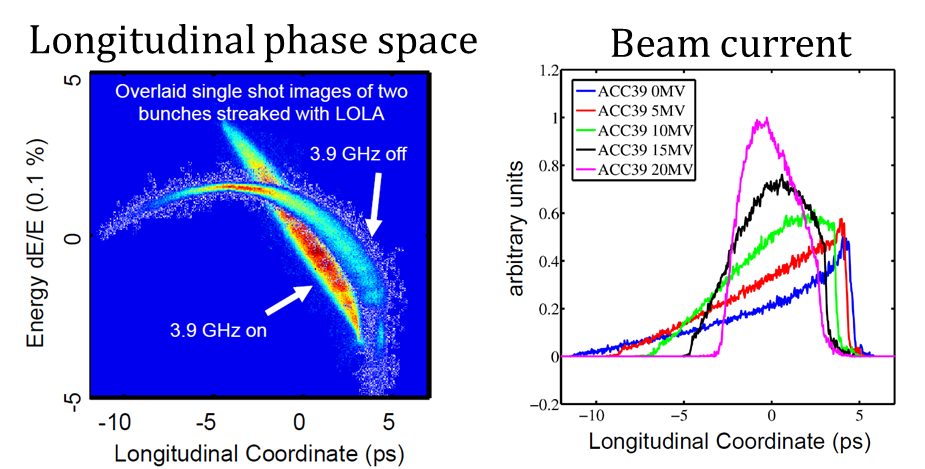 Longitudinal phase space
Overlaid single shot images of two
bunches streaked with LOLA
3.9 GHz off
3.9 GHz on
Energy dE/E (0.1 %)
5
0
-5
-10
-5
0
5
Longitudinal Coordinate (ps)
Beam current
ACC39 0MV
ACC39 5MV
ACC39 10MV
ACC39 15MV
ACC39 20MV
arbitrary units
1.2
1
0.8
0.6
0.4
0.2
0
−0.2
−10
−5
0
5
Longitudinal Coordinate (ps)